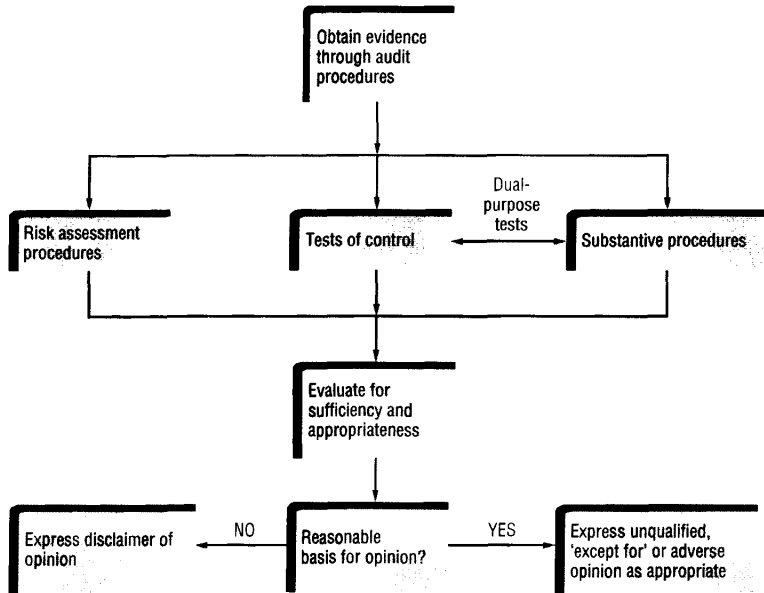 Obtain evidence
through audit
procedures
Risk assessment
procedures
Tests of control
Dual-
purpose
tests
Substantive procedures
Evaluate for
sufficiency and
appropriateness
Express disclaimer of
opinion
NO
Reasonable
basis for opinion?
YES
Express unqualified,
'except for' or adverse
opinion as appropriate